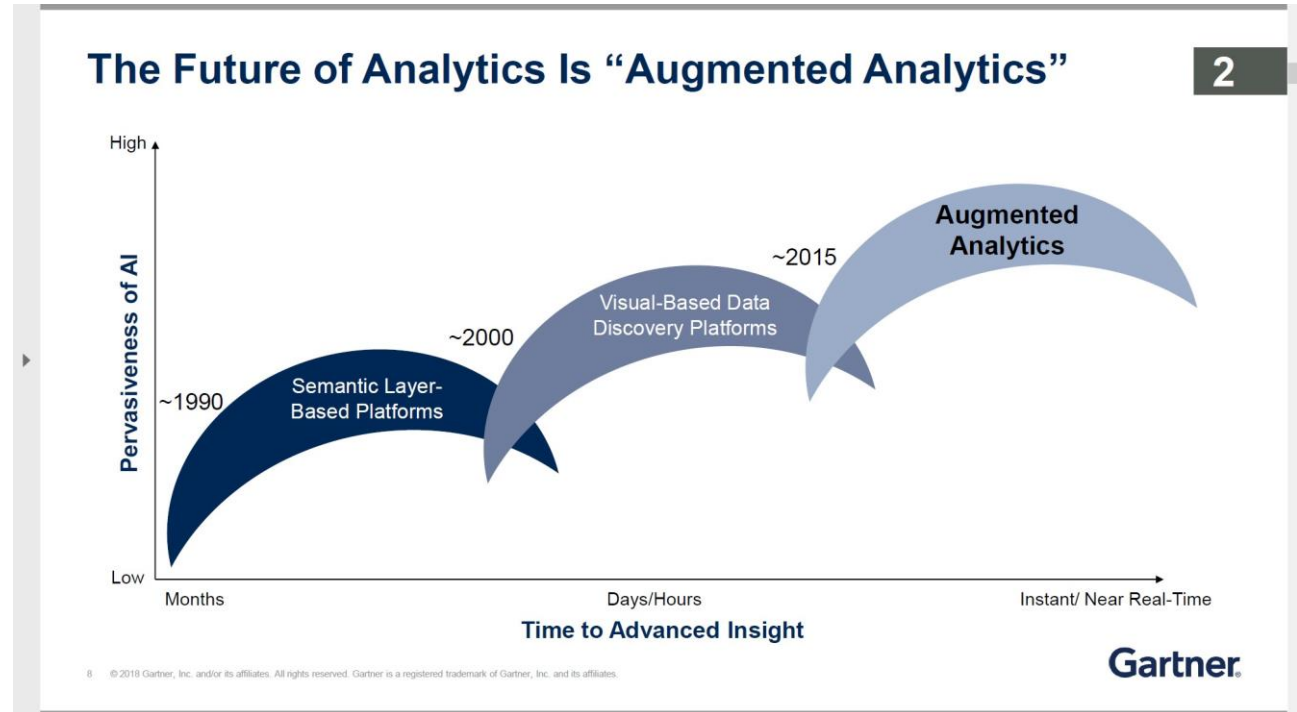 The Future of Analytics Is “Augmented Analytics”
2
High
Pervasiveness of AI
Low
~1990
Semantic Layer-
Based Platforms
~2000
Visual-Based Data
Discovery Platforms
~2015
Augmented
Analytics
Months
Days/Hours
Instant/ Near Real-Time
Time to Advanced Insight
8 © 2018 Gartner, Inc. and/or its affiliates. All rights reserved. Gartner is a registered trademark of Gartner, Inc. and its affiliates.
Gartner